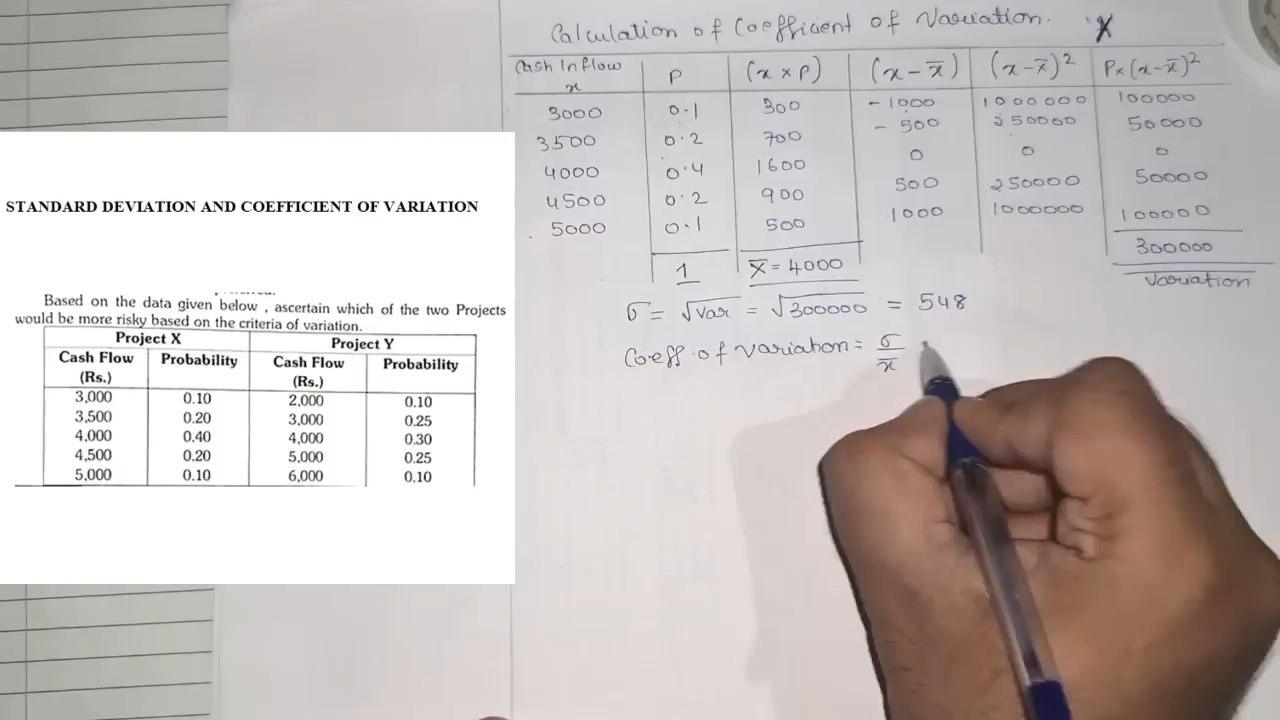 Calculation of Coefficient of Variation. X
Cash Inflow x P (x × P) (x - x̄) (x - x̄)² P×(x - x̄)²
3000 0.1 300 - 1000 1000000 100000
3500 0.2 700 - 500 250000 50000
4000 0.4 1600 0 0 0
4500 0.2 900 500 250000 50000
5000 0.1 500 1000 1000000 100000
1 x̄ = 4000 300000
Variation
σ = √Var = √300000 = 548
Coeff. of variation = σ / x̄
STANDARD DEVIATION AND COEFFICIENT OF VARIATION
Based on the data given below , ascertain which of the two Projects
would be more risky based on the criteria of variation.
Project X Project Y
Cash Flow (Rs.) Probability Cash Flow (Rs.) Probability
3,000 0.10 2,000 0.10
3,500 0.20 3,000 0.25
4,000 0.40 4,000 0.30
4,500 0.20 5,000 0.25
5,000 0.10 6,000 0.10